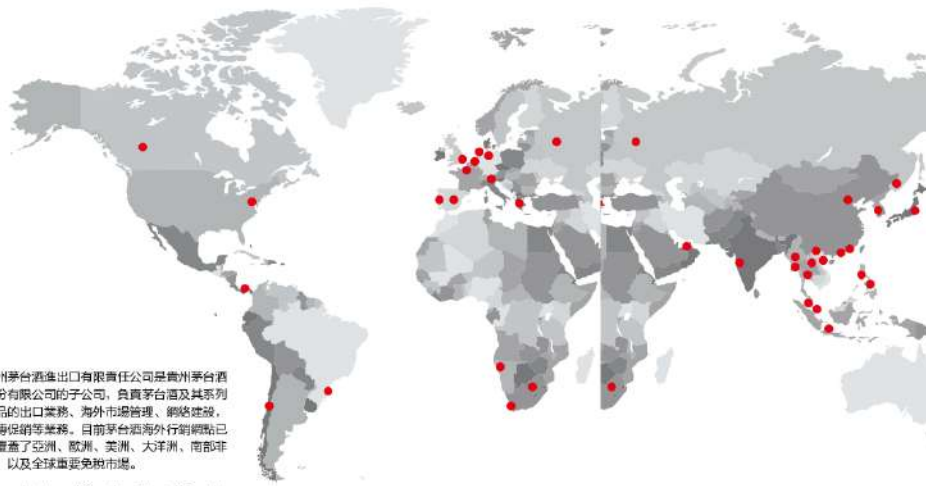 州茅台酒進出口有限責任公司是貴州茅台酒
份有限公司的子公司，負責茅台酒及其系列
品的出口業務、海外市場管理、網絡建設，
傳促銷等業務。目前茅台酒海外行銷網點已
覆蓋了亞洲、歐洲、美洲、大洋洲、南部非
以及全球重要免稅市場。